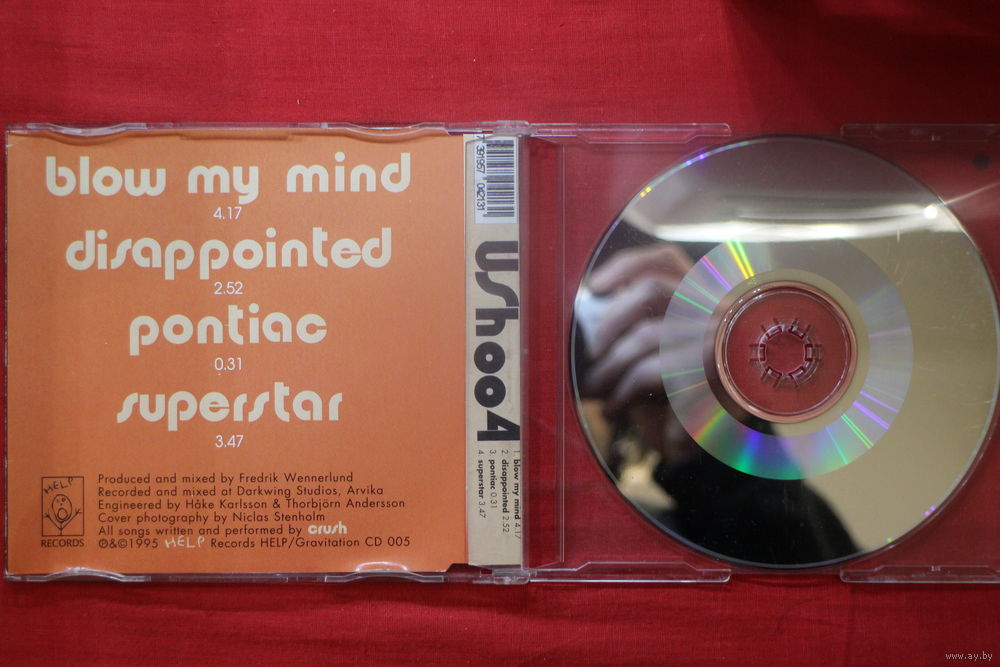 blow my mind
4.17
disappointed
2.52
pontiac
0.31
superstar
3.47
HELP
RECORDS
Produced and mixed by Fredrik Wennerlund
Recorded and mixed at Darkwing Studios, Arvika
Engineered by Håke Karlsson & Thorbjörn Andersson
Cover photography by Niclas Stenholm
All songs written and performed by crush
℗&©1995 HELP Records HELP/Gravitation CD 005
7 391957 042131
UShoo4
1. blow my mind 4.17
2. disappointed 2.52
3. pontiac 0.31
4. superstar 3.47
www.ay.by